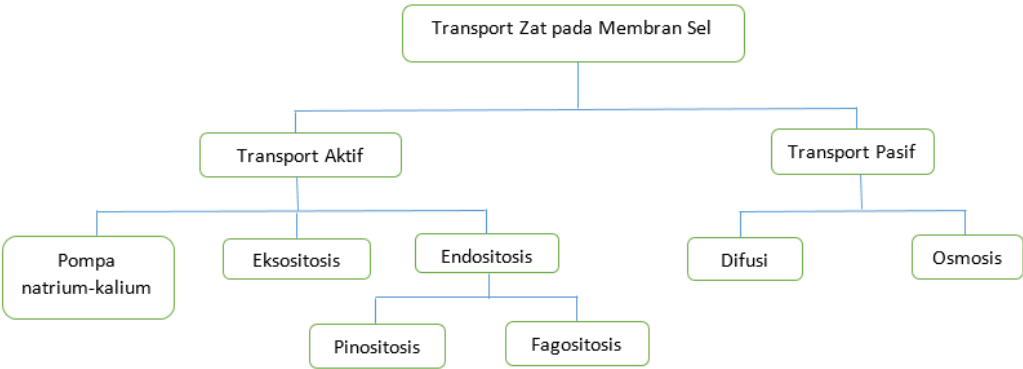 Transport Zat pada Membran Sel
Transport Aktif
Transport Pasif
Pompa
natrium-kalium
Eksositosis
Endositosis
Difusi
Osmosis
Pinositosis
Fagositosis